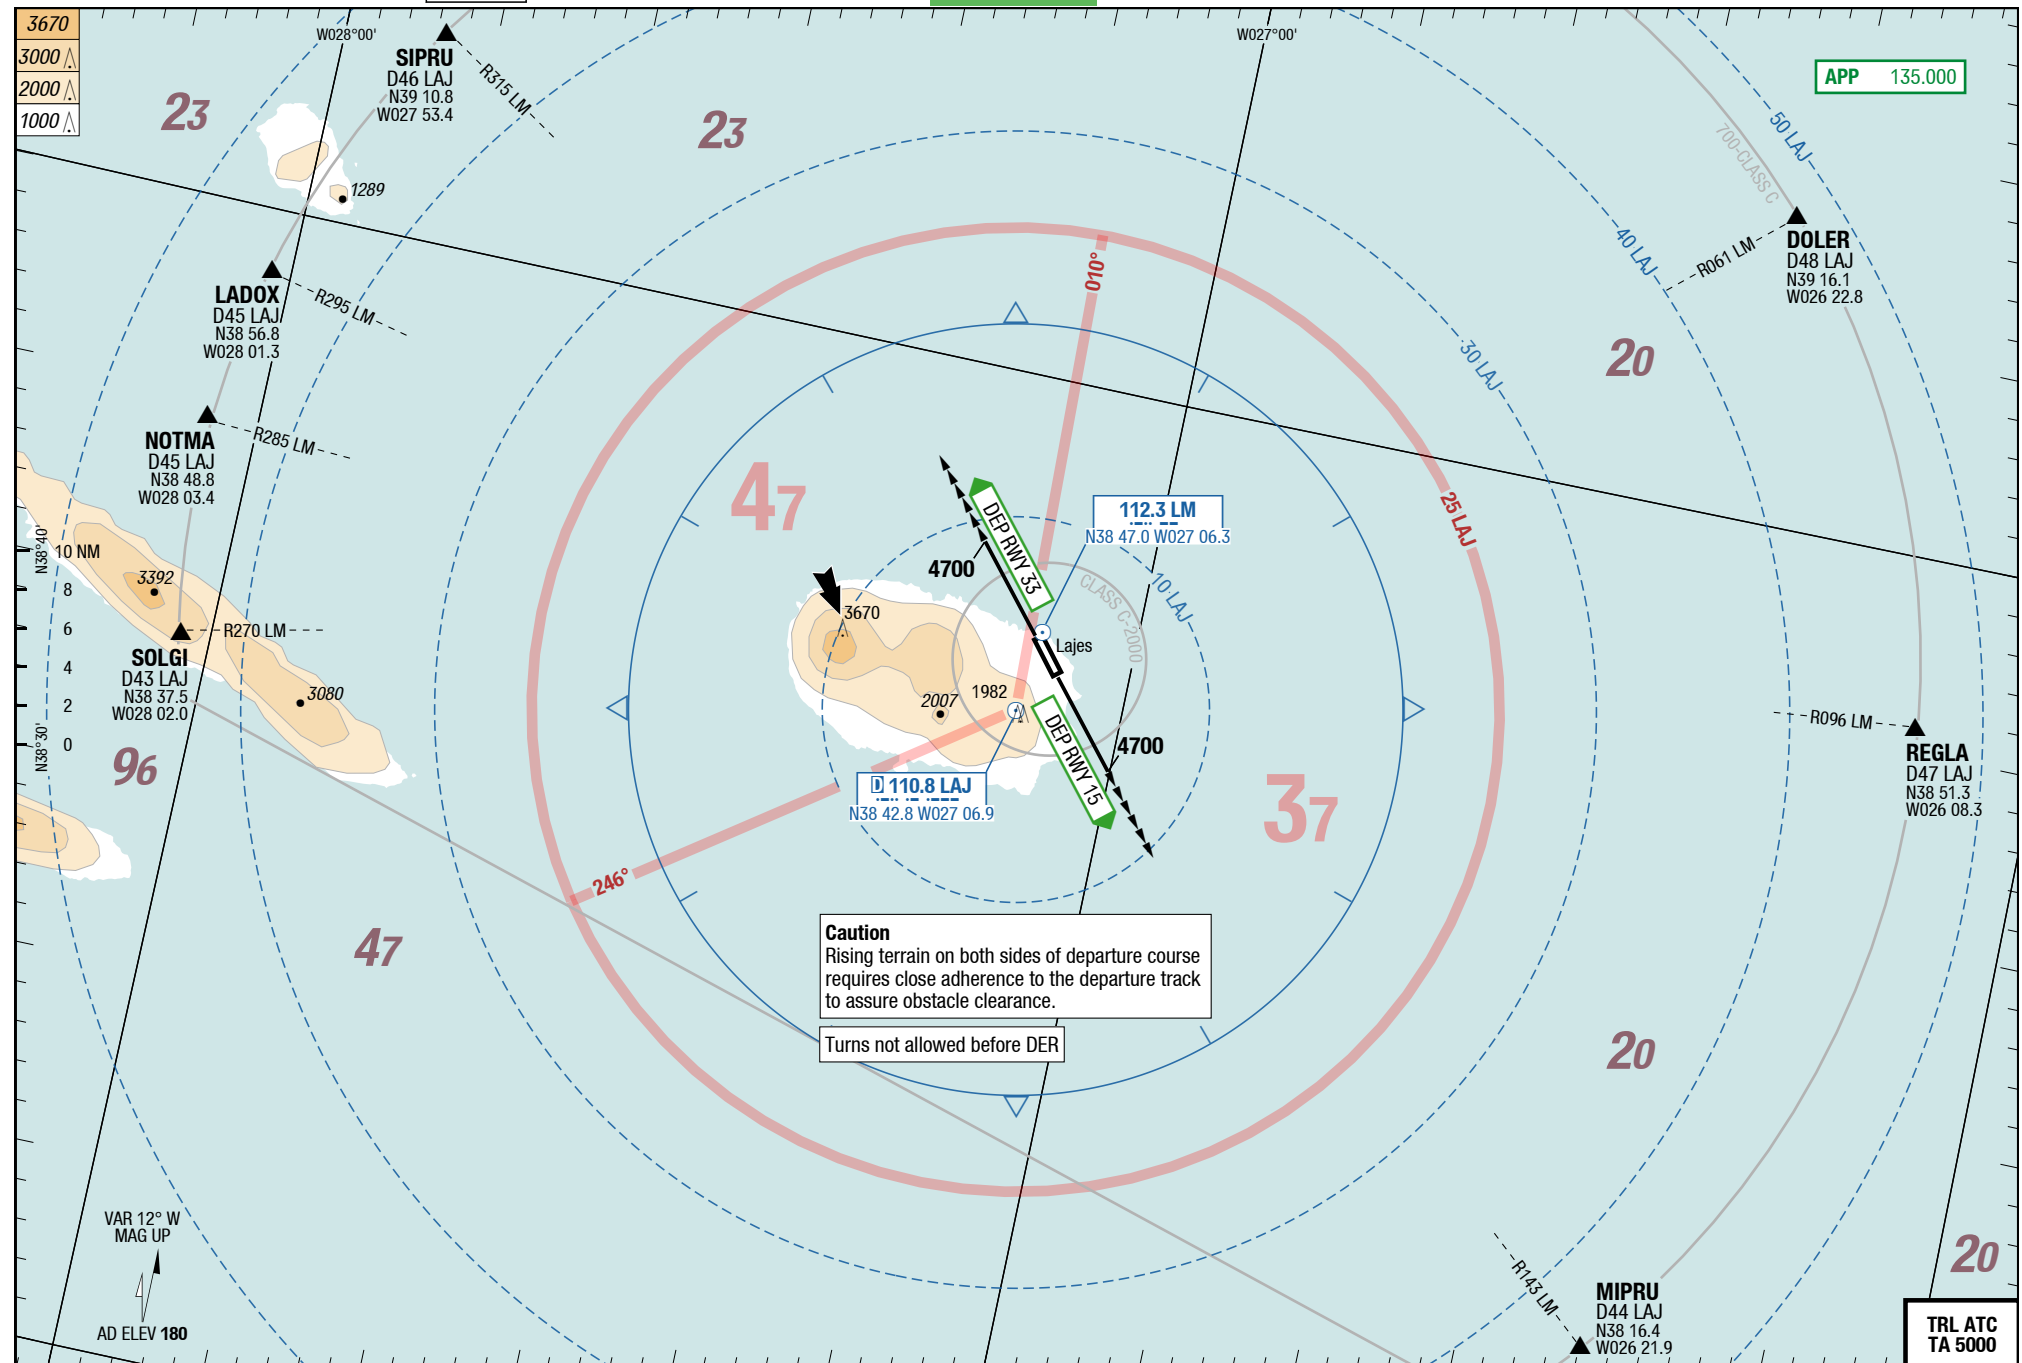 3670
3000
2000
1000
W028°00'
W027°00'
SIPRU
D46 LAJ
N39 10.8
W027 53.4
R315 LM
23
23
APP 135.000
50 LAJ
700-CLASS C
DOLER
D48 LAJ
N39 16.1
W026 22.8
R061 LM
40 LAJ
1289
LADOX
D45 LAJ
N38 56.8
W028 01.3
R295 LM
010°
30 LAJ
20
NOTMA
D45 LAJ
N38 48.8
W028 03.4
R285 LM
47
25 LAJ
DEP RWY 33
112.3 LM
N38 47.0 W027 06.3
4700
CLASS C-2000
10 LAJ
N38°40'
10 NM
8
6
4
2
0
N38°30'
3392
3670
R270 LM
SOLGI
D43 LAJ
N38 37.5
W028 02.0
Lajes
3080
2007
1982
DEP RWY 15
4700
R096 LM
REGLA
D47 LAJ
N38 51.3
W026 08.3
96
D 110.8 LAJ
N38 42.8 W027 06.9
37
246°
47
Caution
Rising terrain on both sides of departure course
requires close adherence to the departure track
to assure obstacle clearance.
Turns not allowed before DER
20
VAR 12° W
MAG UP
AD ELEV 180
R143 LM
MIPRU
D44 LAJ
N38 16.4
W026 21.9
20
TRL ATC
TA 5000